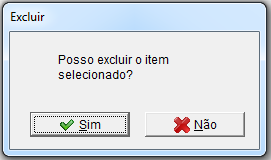 Excluir
Posso excluir o item
selecionado?
Sim
Não